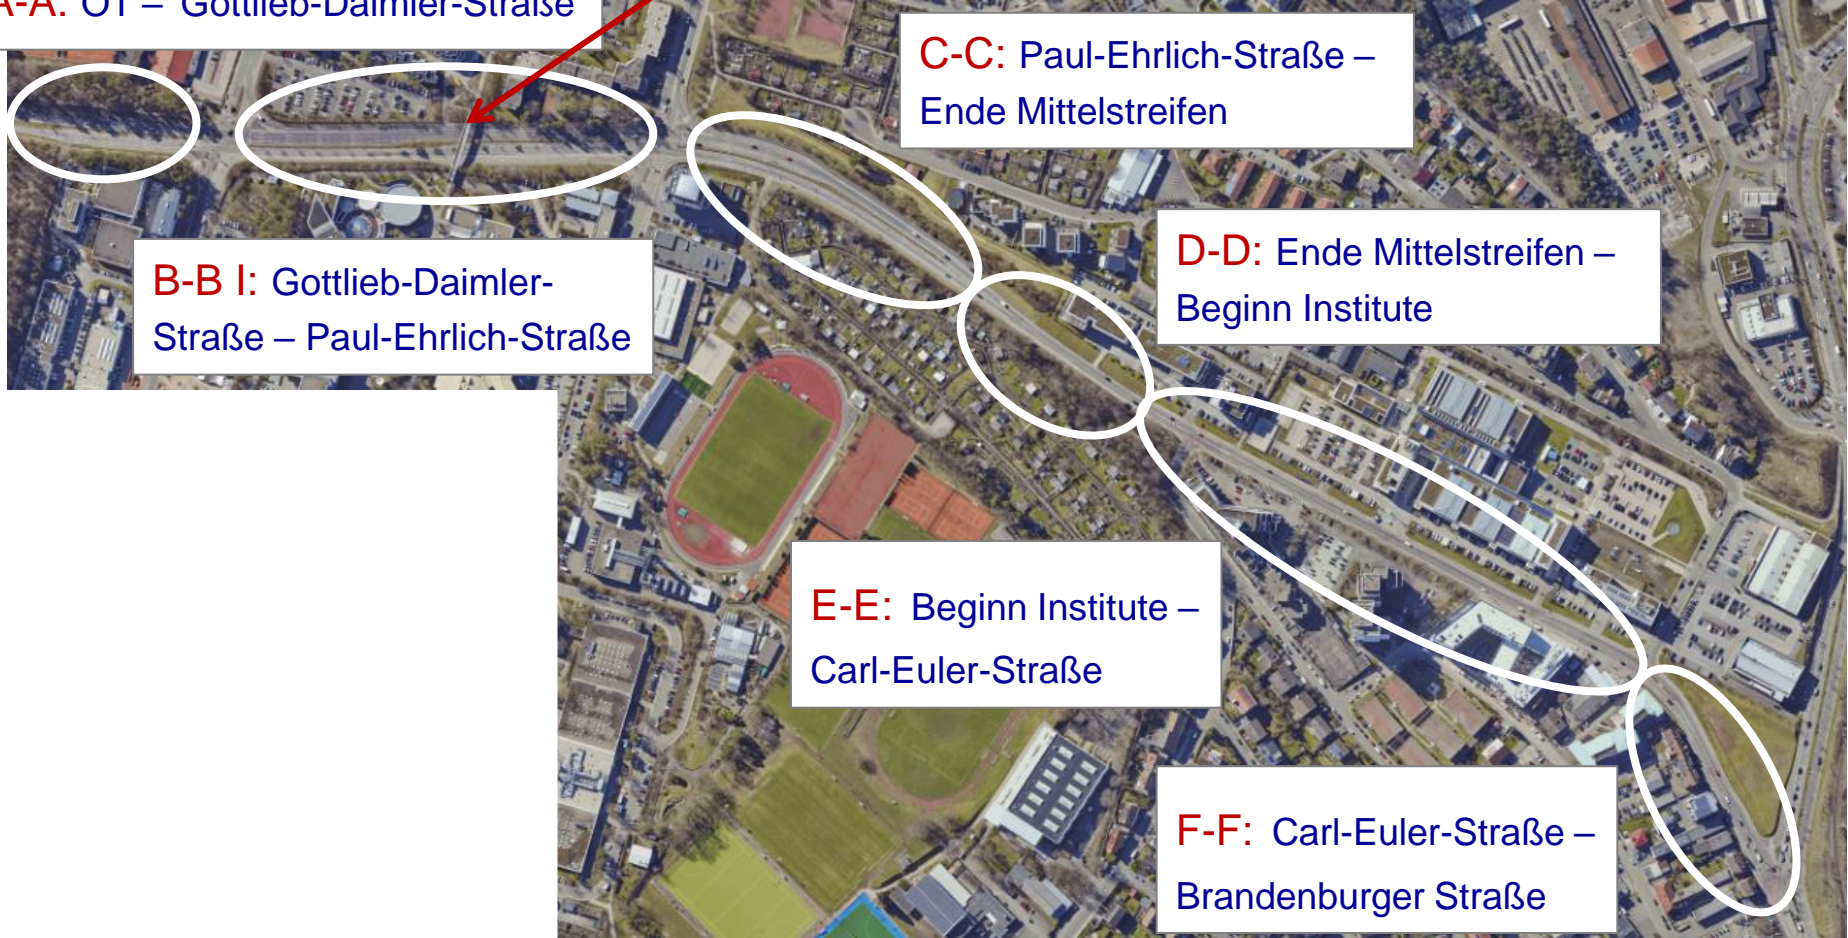 A-A: OT – Gottlieb-Daimler-Straße
C-C: Paul-Ehrlich-Straße –
Ende Mittelstreifen
B-B I: Gottlieb-Daimler-
Straße – Paul-Ehrlich-Straße
D-D: Ende Mittelstreifen –
Beginn Institute
E-E: Beginn Institute –
Carl-Euler-Straße
F-F: Carl-Euler-Straße –
Brandenburger Straße